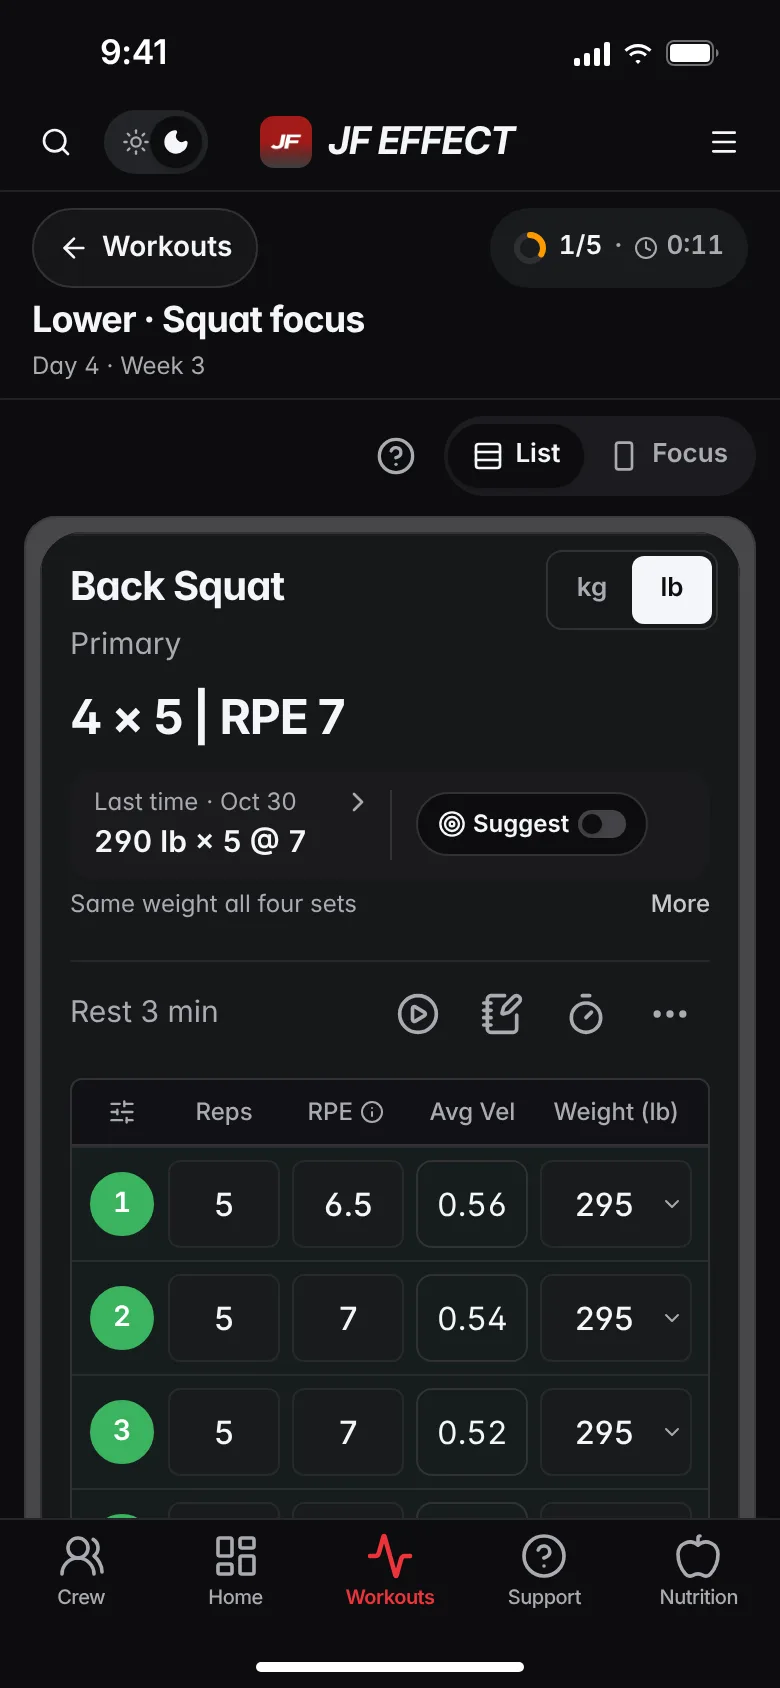 9:41
JF JF EFFECT
Workouts
1/5 · 0:11
Lower · Squat focus
Day 4 · Week 3
List Focus
Back Squat
kg lb
Primary
4 × 5 | RPE 7
Last time · Oct 30
290 lb × 5 @ 7
Suggest
Same weight all four sets
More
Rest 3 min
Reps RPE Avg Vel Weight (lb)
1 5 6.5 0.56 295
2 5 7 0.54 295
3 5 7 0.52 295
Crew Home Workouts Support Nutrition